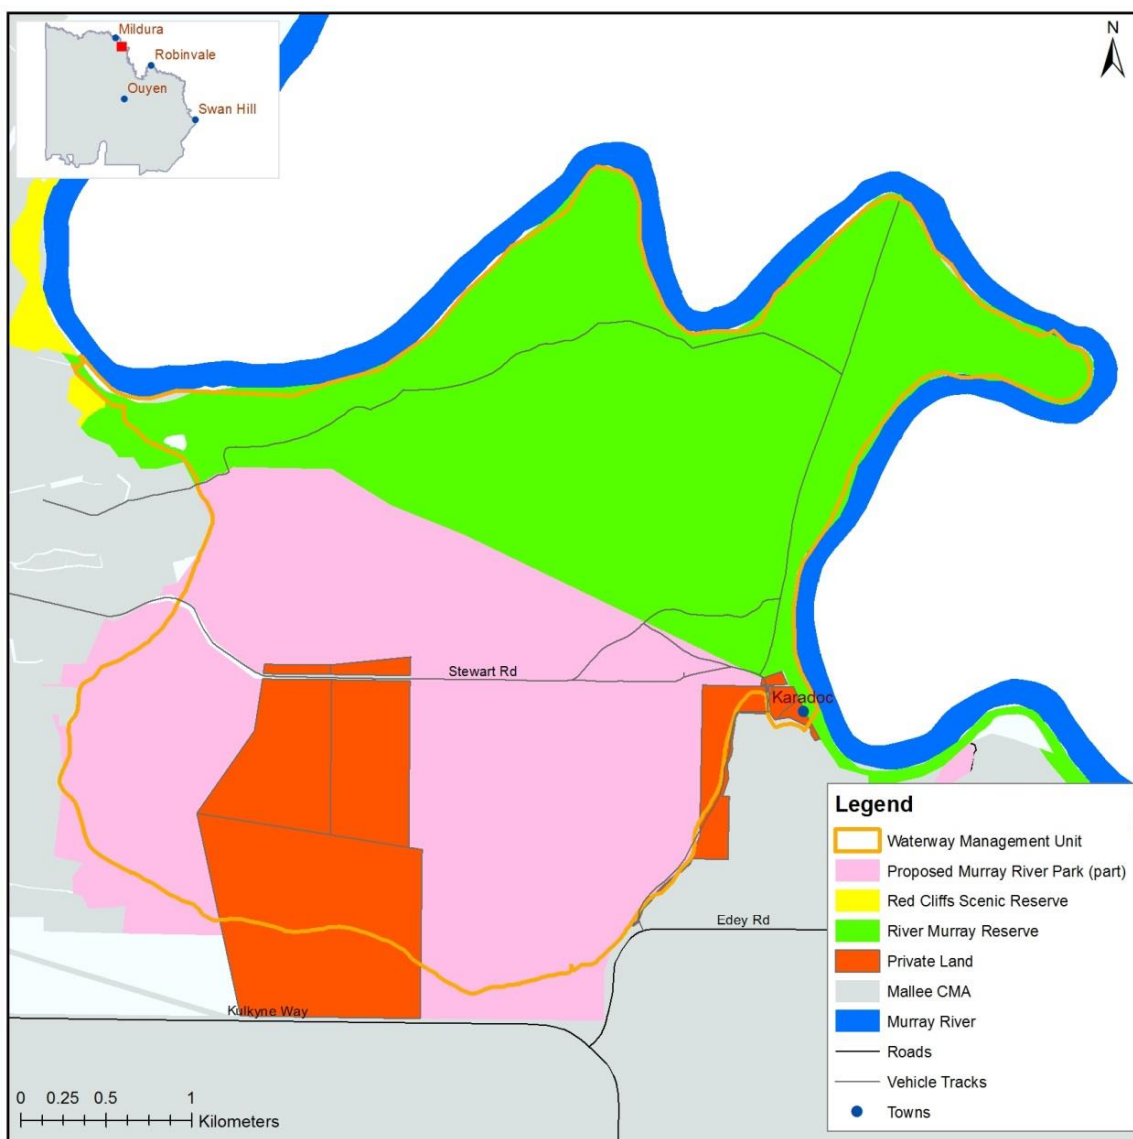 Mildura
Robinvale
Ouyen
Swan Hill
N
Stewart Rd
Karadoc
Edey Rd
Kulkyne Way
Legend
Waterway Management Unit
Proposed Murray River Park (part)
Red Cliffs Scenic Reserve
River Murray Reserve
Private Land
Mallee CMA
Murray River
Roads
Vehicle Tracks
Towns
0 0.25 0.5 1
Kilometers